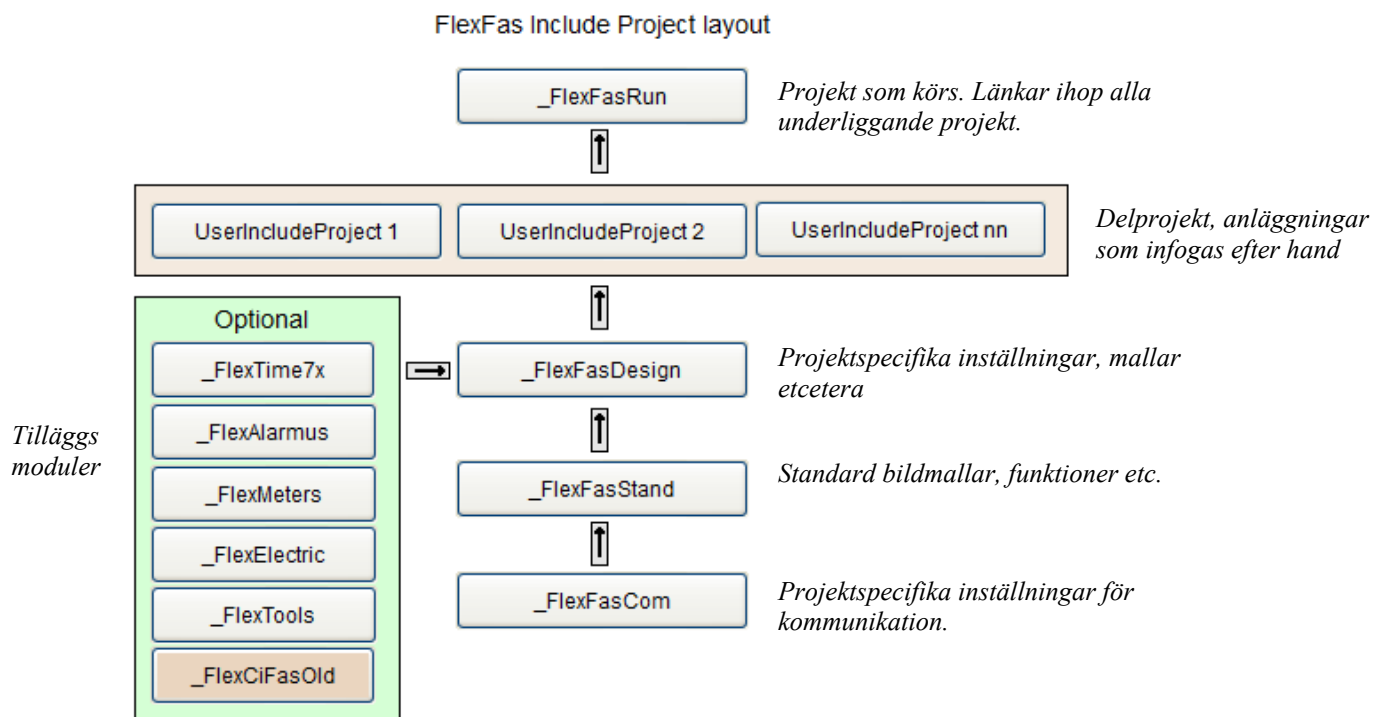 FlexFas Include Project layout
_FlexFasRun
Projekt som körs. Länkar ihop alla
underliggande projekt.
UserIncludeProject 1
UserIncludeProject 2
UserIncludeProject nn
Delprojekt, anläggningar
som infogas efter hand
Optional
_FlexTime7x
_FlexAlarmus
_FlexMeters
_FlexElectric
_FlexTools
_FlexCiFasOld
Tilläggs
moduler
_FlexFasDesign
Projektspecifika inställningar, mallar
etcetera
_FlexFasStand
Standard bildmallar, funktioner etc.
_FlexFasCom
Projektspecifika inställningar för
kommunikation.